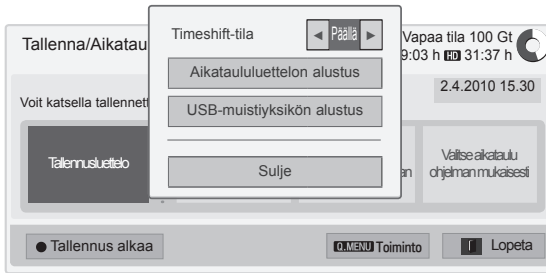 Tallenna/Aikatau
Vapaa tila 100 Gt
9:03 h HD 31:37 h
2.4.2010 15.30
Voit katsella tallennett
Timeshift-tila ◄ Päällä ►
Aikataululuettelon alustus
USB-muistiyksikön alustus
Sulje
Tallennusluettelo
an
Valitse aikataulu
ohjelman mukaisesti
● Tallennus alkaa
Q.MENU Toiminto
Lopeta